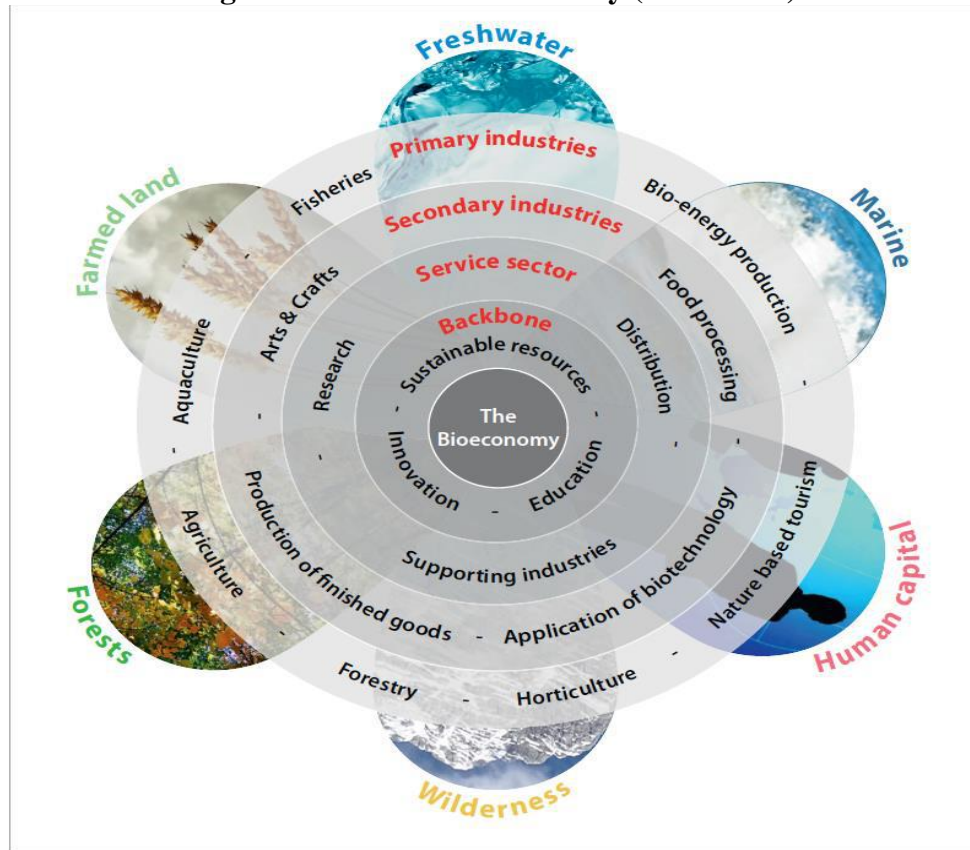 Freshwater
Primary industries
Fisheries
Bio-energy production
Farmed land
Marine
Secondary industries
Service sector
Arts & Crafts
Food processing
Backbone
Sustainable resources
Research
Distribution
Aquaculture
The
Bioeconomy
Innovation - Education
Supporting industries
Production of finished goods - Application of biotechnology
Agriculture
Nature based tourism
Forestry - Horticulture
Forests
Human capital
Wilderness